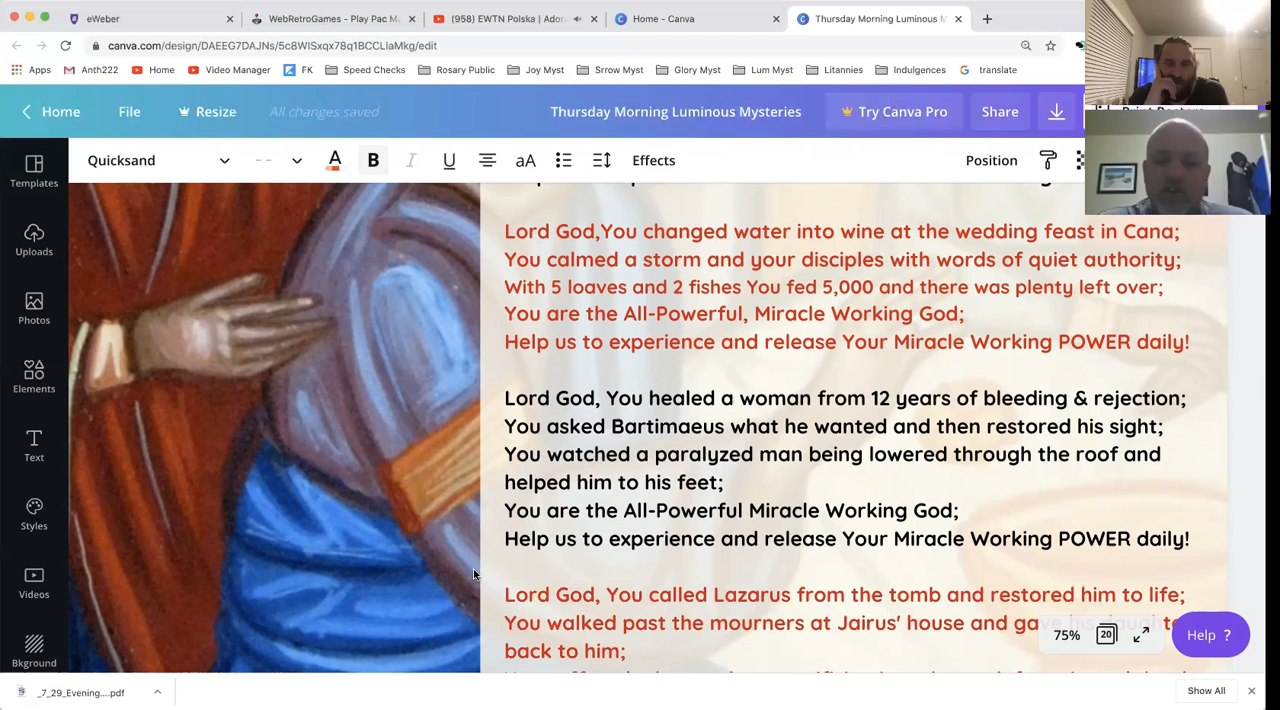 eWeber
WebRetroGames - Play Pac M
(958) EWTN Polska | Ador
Home - Canva
Thursday Morning Luminous M
canva.com/design/DAEEG7DAJNs/5c8WlSxqx78q1BCCLlaMkg/edit
Apps
Anth222
Home
Video Manager
FK
Speed Checks
Rosary Public
Joy Myst
Srrow Myst
Glory Myst
Lum Myst
Litannies
Indulgences
translate
Home
File
Resize
All changes saved
Thursday Morning Luminous Mysteries
Try Canva Pro
Share
Quicksand
--
A
B
I
U
aA
Effects
Position
Templates
Uploads
Photos
Elements
Text
Styles
Videos
Bkground
Lord God,You changed water into wine at the wedding feast in Cana;
You calmed a storm and your disciples with words of quiet authority;
With 5 loaves and 2 fishes You fed 5,000 and there was plenty left over;
You are the All-Powerful, Miracle Working God;
Help us to experience and release Your Miracle Working POWER daily!
Lord God, You healed a woman from 12 years of bleeding & rejection;
You asked Bartimaeus what he wanted and then restored his sight;
You watched a paralyzed man being lowered through the roof and
helped him to his feet;
You are the All-Powerful Miracle Working God;
Help us to experience and release Your Miracle Working POWER daily!
Lord God, You called Lazarus from the tomb and restored him to life;
You walked past the mourners at Jairus' house and gave his daught
back to him;
75%
20
Help ?
_7_29_Evening....pdf
Show All